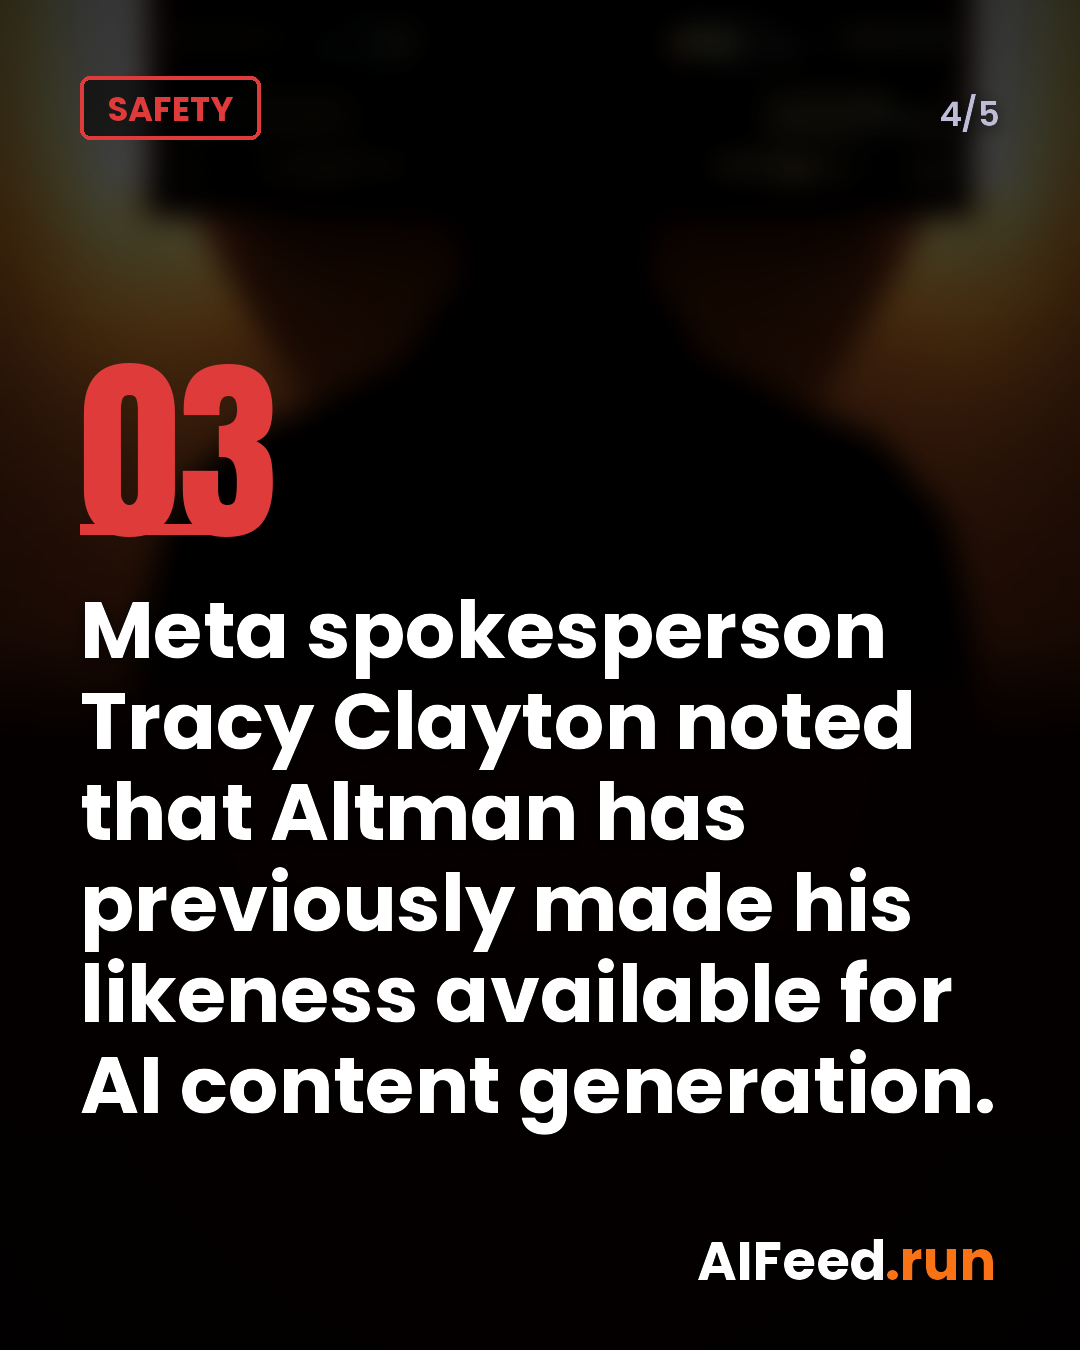 SAFETY
4/5
03
Meta spokesperson
Tracy Clayton noted
that Altman has
previously made his
likeness available for
AI content generation.
AIFeed.run